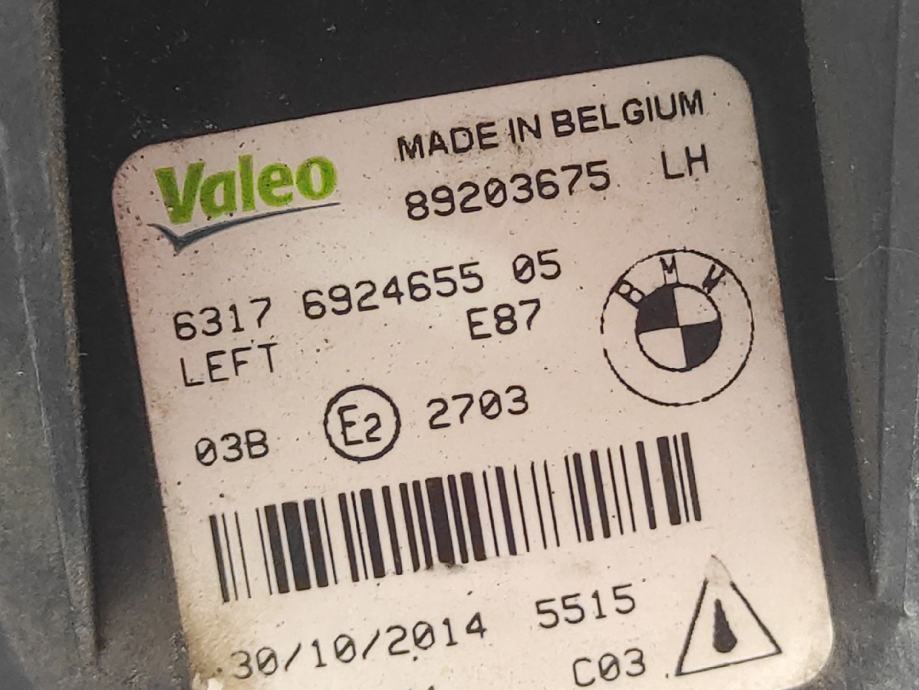 Valeo
MADE IN BELGIUM
89203675 LH
6317 6924655 05
LEFT E87
BMW
03B E2 2703
30/10/2014 5515
C03